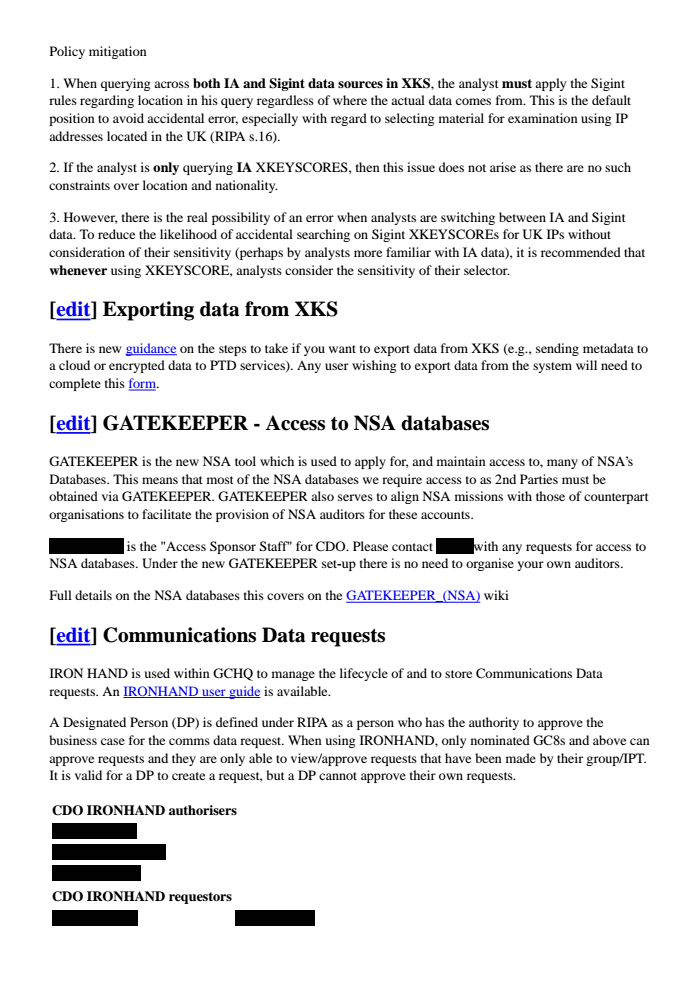 Policy mitigation
1. When querying across both IA and Sigint data sources in XKS, the analyst must apply the Sigint
rules regarding location in his query regardless of where the actual data comes from. This is the default
position to avoid accidental error, especially with regard to selecting material for examination using IP
addresses located in the UK (RIPA s.16).
2. If the analyst is only querying IA XKEYSCORES, then this issue does not arise as there are no such
constraints over location and nationality.
3. However, there is the real possibility of an error when analysts are switching between IA and Sigint
data. To reduce the likelihood of accidental searching on Sigint XKEYSCOREs for UK IPs without
consideration of their sensitivity (perhaps by analysts more familiar with IA data), it is recommended that
whenever using XKEYSCORE, analysts consider the sensitivity of their selector.
[edit] Exporting data from XKS
There is new guidance on the steps to take if you want to export data from XKS (e.g., sending metadata to
a cloud or encrypted data to PTD services). Any user wishing to export data from the system will need to
complete this form.
[edit] GATEKEEPER - Access to NSA databases
GATEKEEPER is the new NSA tool which is used to apply for, and maintain access to, many of NSA's
Databases. This means that most of the NSA databases we require access to as 2nd Parties must be
obtained via GATEKEEPER. GATEKEEPER also serves to align NSA missions with those of counterpart
organisations to facilitate the provision of NSA auditors for these accounts.
is the "Access Sponsor Staff" for CDO. Please contact with any requests for access to
NSA databases. Under the new GATEKEEPER set-up there is no need to organise your own auditors.
Full details on the NSA databases this covers on the GATEKEEPER_(NSA) wiki
[edit] Communications Data requests
IRON HAND is used within GCHQ to manage the lifecycle of and to store Communications Data
requests. An IRONHAND user guide is available.
A Designated Person (DP) is defined under RIPA as a person who has the authority to approve the
business case for the comms data request. When using IRONHAND, only nominated GC8s and above can
approve requests and they are only able to view/approve requests that have been made by their group/IPT.
It is valid for a DP to create a request, but a DP cannot approve their own requests.
CDO IRONHAND authorisers
CDO IRONHAND requestors